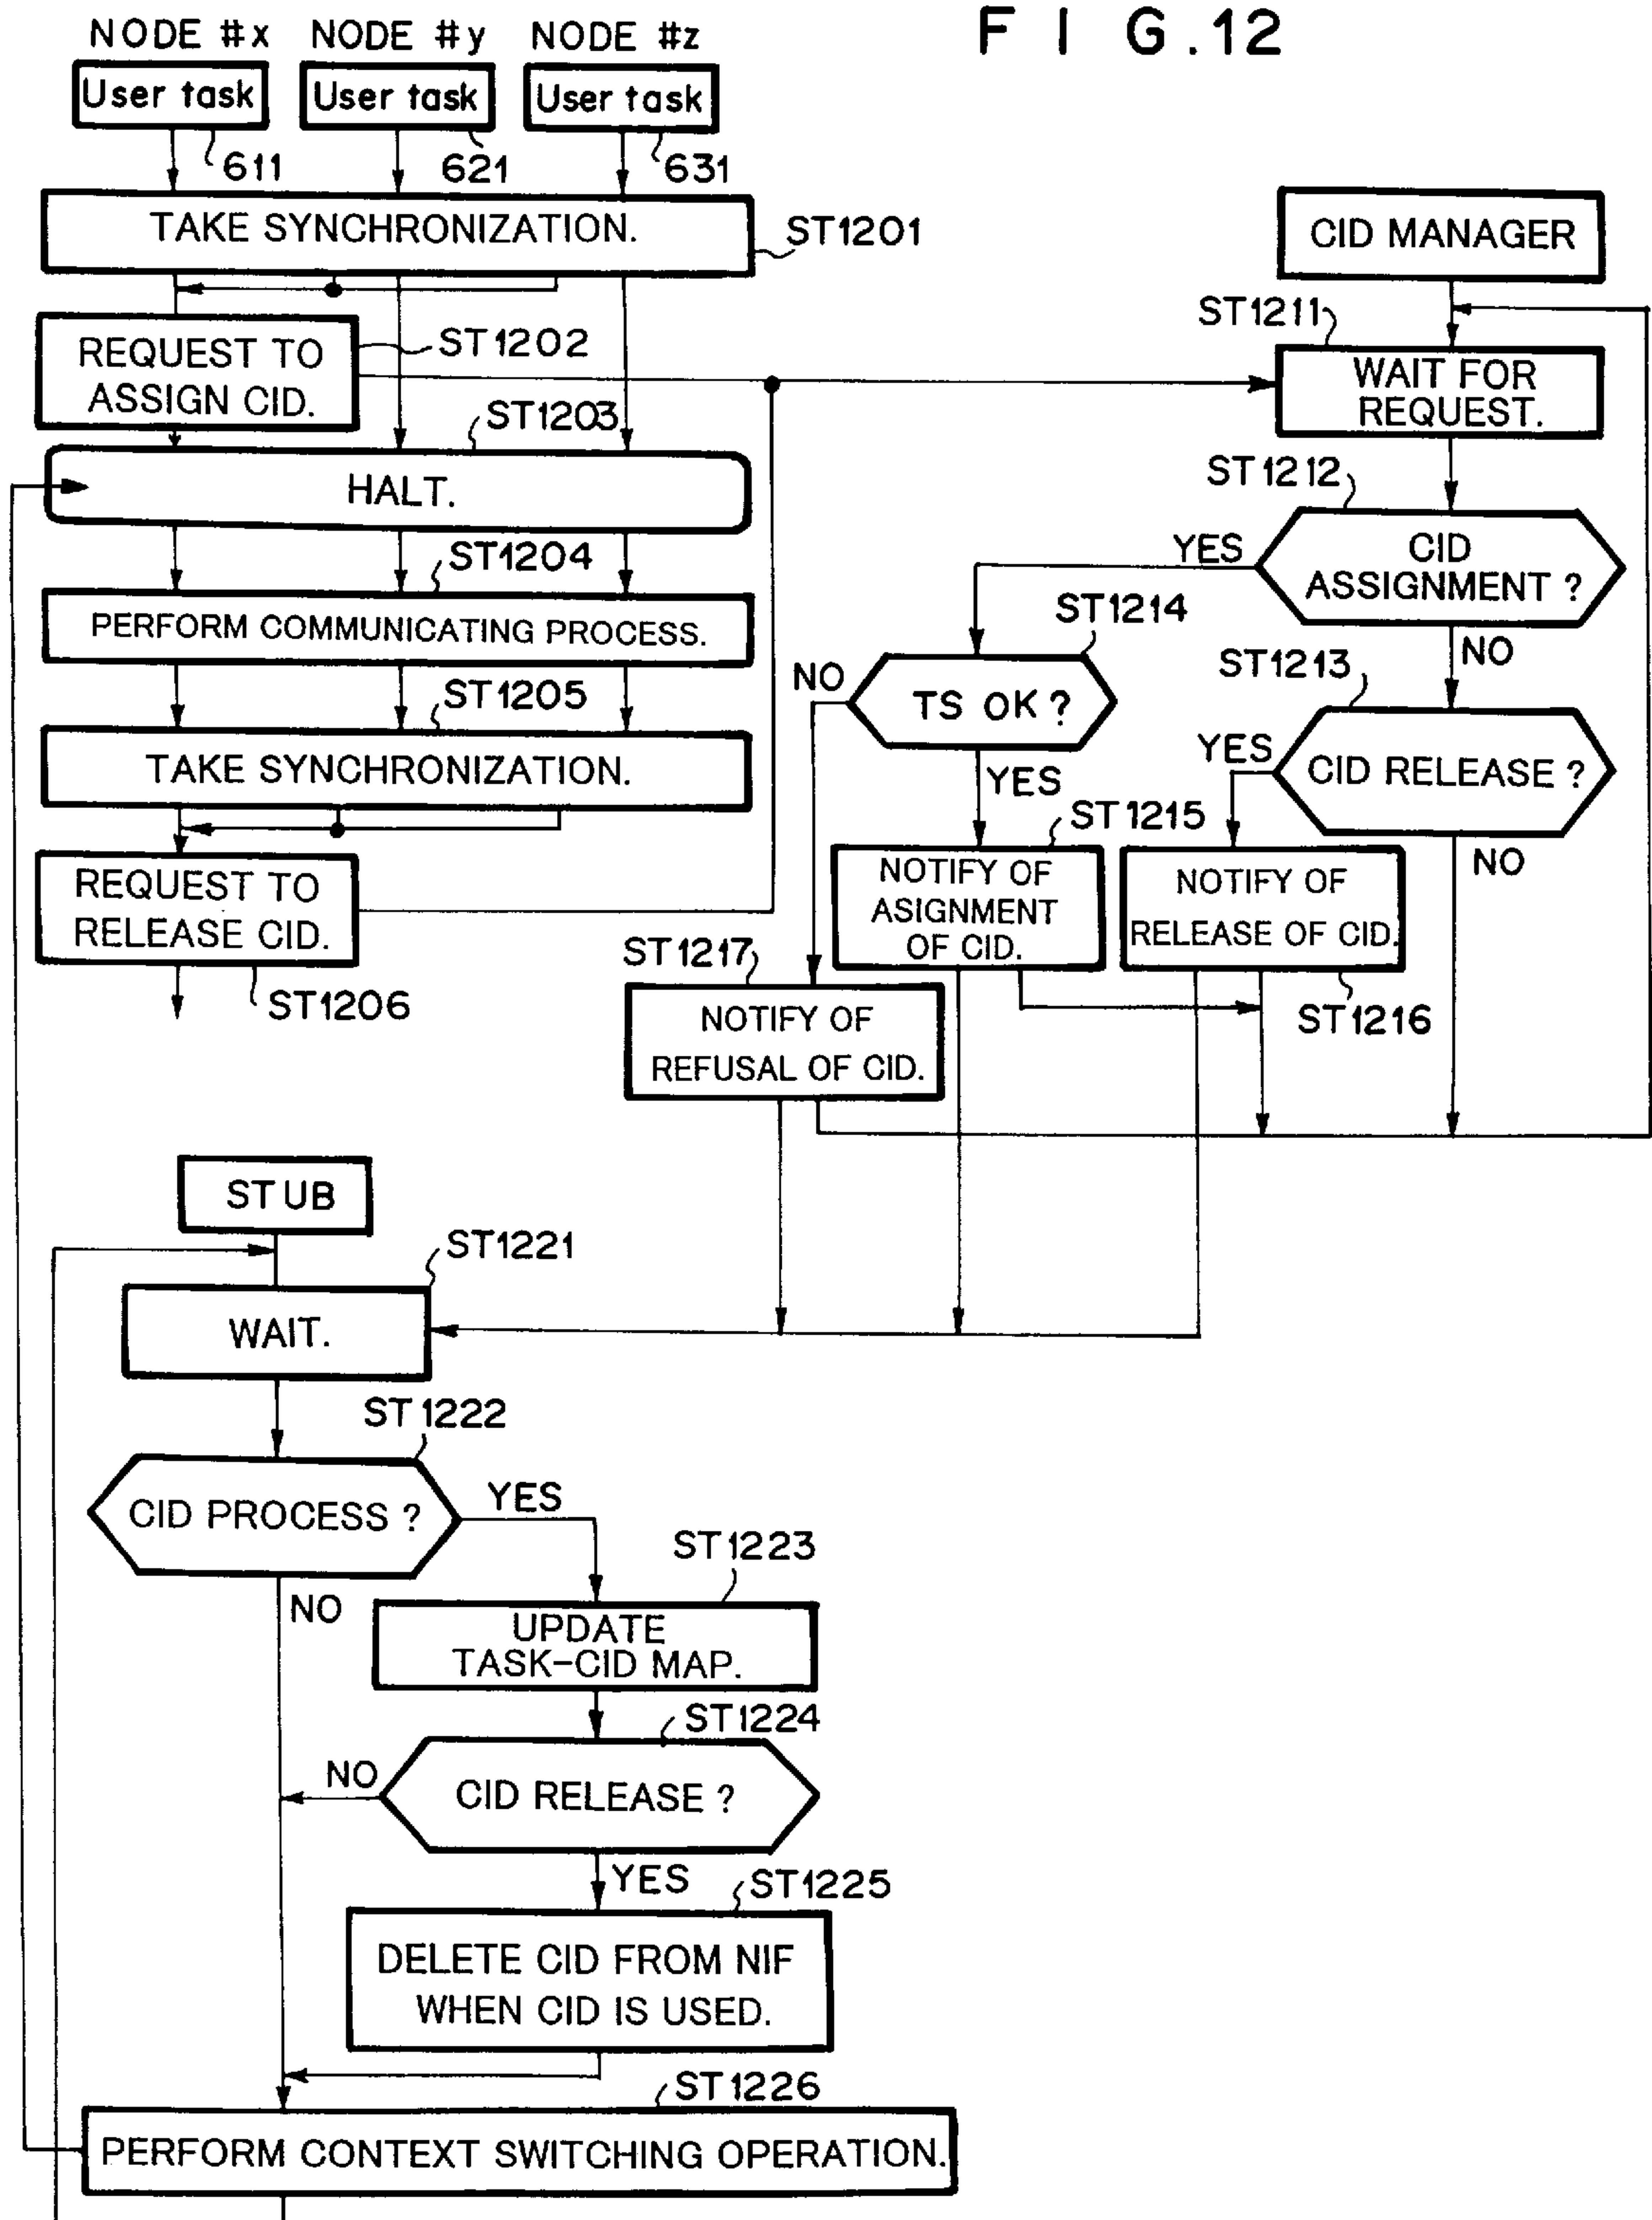 F I G.12
NODE #x NODE #y NODE #z
User task User task User task
611 621 631
TAKE SYNCHRONIZATION.
ST1201
REQUEST TO
ASSIGN CID.
ST1202
ST1203
HALT.
ST1204
PERFORM COMMUNICATING PROCESS.
ST1205
TAKE SYNCHRONIZATION.
REQUEST TO
RELEASE CID.
ST1206
CID MANAGER
ST1211
WAIT FOR
REQUEST.
ST1212
CID
ASSIGNMENT ?
YES
NO
ST1214
TS OK ?
NO
YES
ST1213
CID RELEASE ?
YES
NO
ST1215
NOTIFY OF
ASIGNMENT
OF CID.
NOTIFY OF
RELEASE OF CID.
ST1216
ST1217
NOTIFY OF
REFUSAL OF CID.
STUB
ST1221
WAIT.
ST1222
CID PROCESS ?
YES
NO
ST1223
UPDATE
TASK-CID MAP.
ST1224
CID RELEASE ?
NO
YES
ST1225
DELETE CID FROM NIF
WHEN CID IS USED.
ST1226
PERFORM CONTEXT SWITCHING OPERATION.